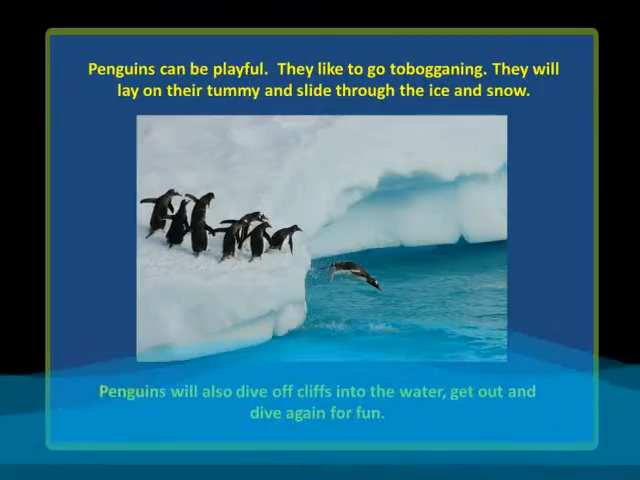 Penguins can be playful.  They like to go tobogganing. They will
lay on their tummy and slide through the ice and snow.
Penguins will also dive off cliffs into the water, get out and
dive again for fun.